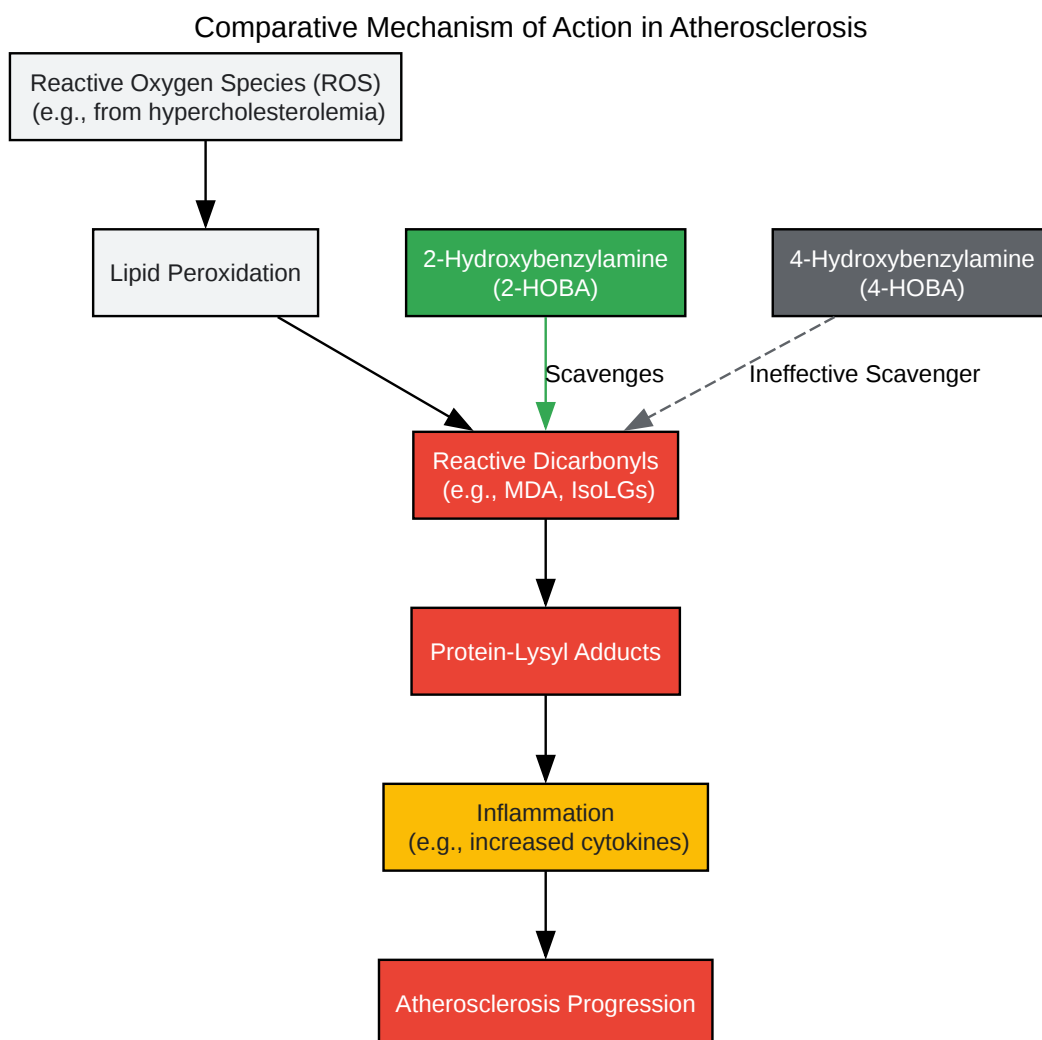 Comparative Mechanism of Action in Atherosclerosis
Reactive Oxygen Species (ROS)
(e.g., from hypercholesterolemia)
Lipid Peroxidation
2-Hydroxybenzylamine
(2-HOBA)
4-Hydroxybenzylamine
(4-HOBA)
Scavenges
Ineffective Scavenger
Reactive Dicarbonyls
(e.g., MDA, IsoLGs)
Protein-Lysyl Adducts
Inflammation
(e.g., increased cytokines)
Atherosclerosis Progression